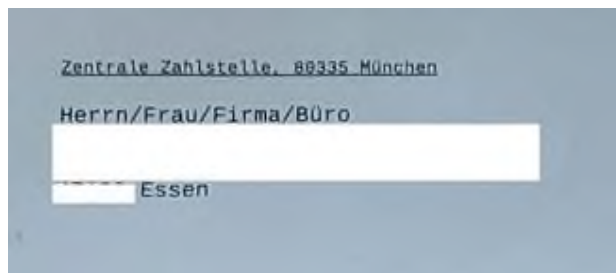 Zentrale Zahlstelle, 80335 München
Herrn/Frau/Firma/Büro
Essen